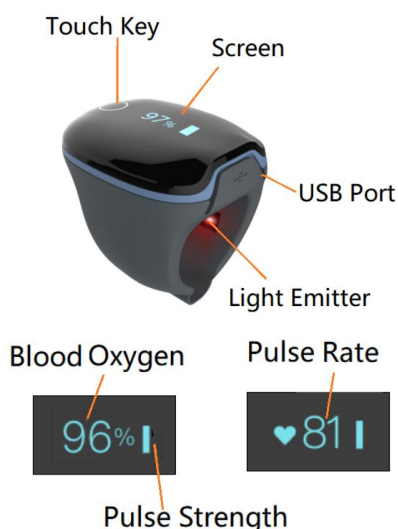 Touch Key
Screen
97%
USB Port
Light Emitter
Blood Oxygen
Pulse Rate
96%
81
Pulse Strength